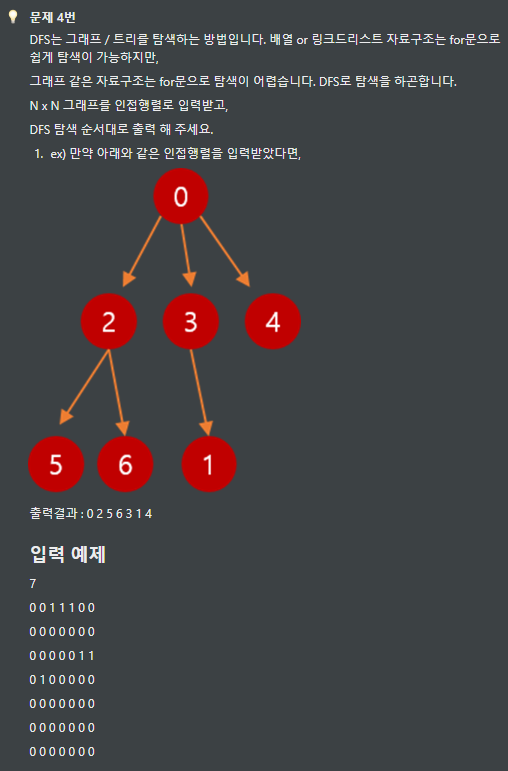 문제 4번
DFS는 그래프 / 트리를 탐색하는 방법입니다. 배열 or 링크드리스트 자료구조는 for문으로
쉽게 탐색이 가능하지만,
그래프 같은 자료구조는 for문으로 탐색이 어렵습니다. DFS로 탐색을 하곤합니다.
N x N 그래프를 인접행렬로 입력받고,
DFS 탐색 순서대로 출력 해 주세요.
1. ex) 만약 아래와 같은 인접행렬을 입력받았다면,
0
2 3 4
5 6 1
출력결과 : 0 2 5 6 3 1 4
입력 예제
7
0 0 1 1 1 0 0
0 0 0 0 0 0 0
0 0 0 0 0 1 1
0 1 0 0 0 0 0
0 0 0 0 0 0 0
0 0 0 0 0 0 0
0 0 0 0 0 0 0